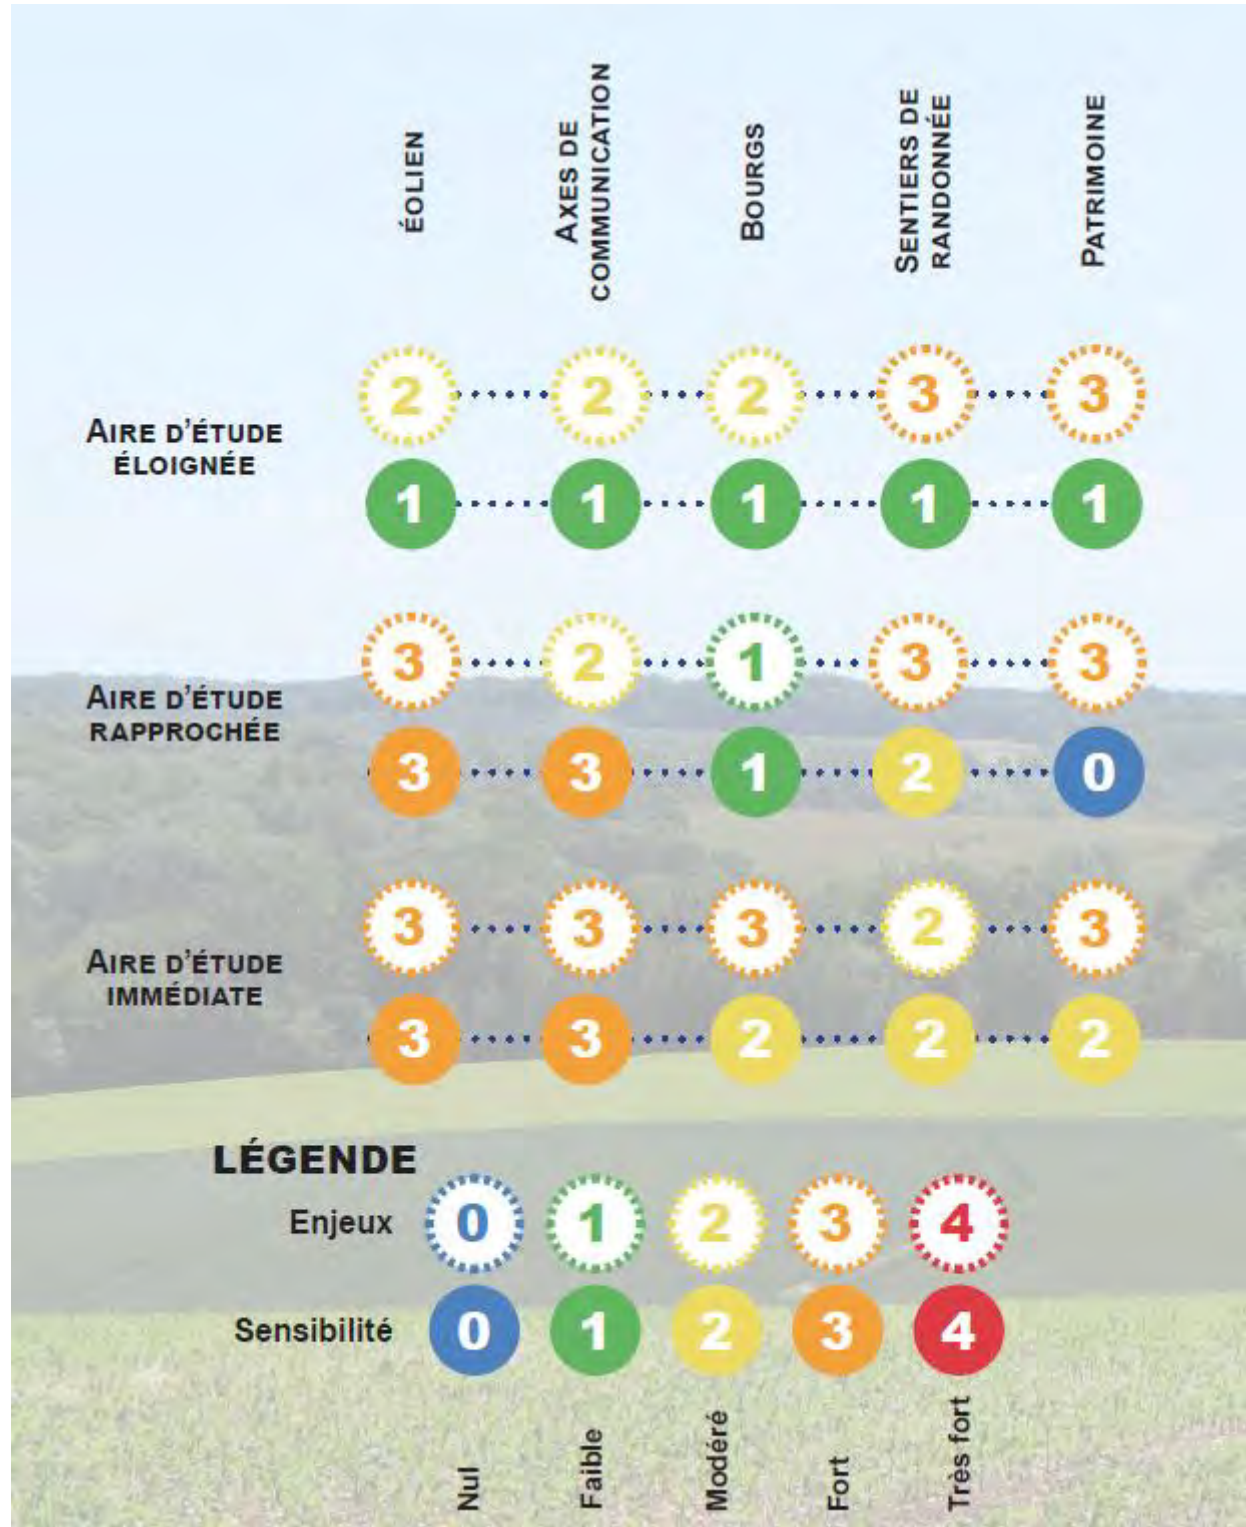 ÉOLIEN
AXES DE
COMMUNICATION
BOURGS
SENTIERS DE
RANDONNÉE
PATRIMOINE
2 2 2 3 3
AIRE D'ÉTUDE
ÉLOIGNÉE
1 1 1 1 1
3 2 1 3 3
AIRE D'ÉTUDE
RAPPROCHÉE
3 3 1 2 0
3 3 3 2 3
AIRE D'ÉTUDE
IMMÉDIATE
3 3 2 2 2
LÉGENDE
Enjeux 0 1 2 3 4
Sensibilité 0 1 2 3 4
Nul
Faible
Modéré
Fort
Très fort